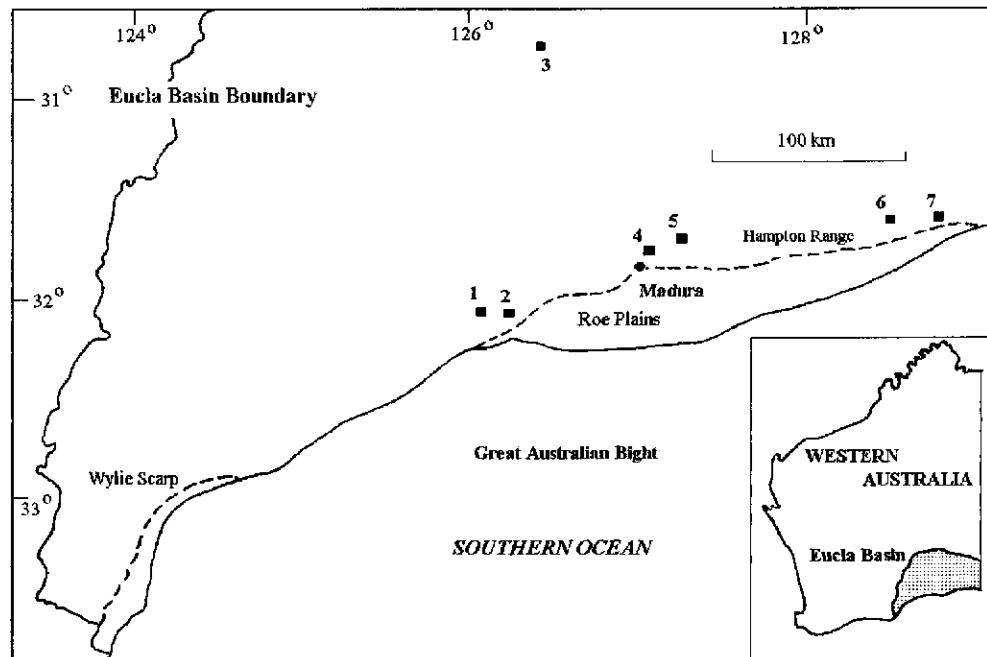 124°
126°
128°
3
Eucla Basin Boundary
31°
100 km
6
7
4
5
Hampton Range
Madura
1
2
32°
Roe Plains
Great Australian Bight
WESTERN
AUSTRALIA
Wylie Scarp
33°
SOUTHERN OCEAN
Eucla Basin